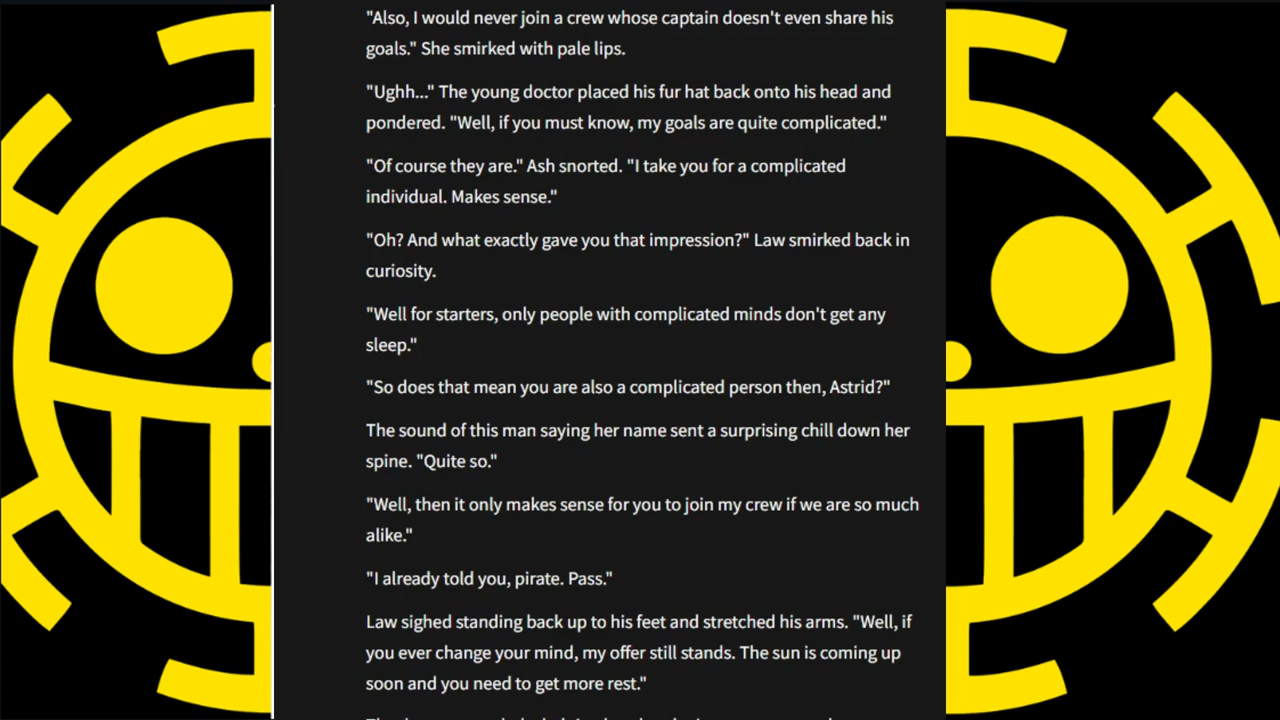 "Also, I would never join a crew whose captain doesn't even share his
goals." She smirked with pale lips.
"Ughh..." The young doctor placed his fur hat back onto his head and
pondered. "Well, if you must know, my goals are quite complicated."
"Of course they are." Ash snorted. "I take you for a complicated
individual. Makes sense."
"Oh? And what exactly gave you that impression?" Law smirked back in
curiosity.
"Well for starters, only people with complicated minds don't get any
sleep."
"So does that mean you are also a complicated person then, Astrid?"
The sound of this man saying her name sent a surprising chill down her
spine. "Quite so."
"Well, then it only makes sense for you to join my crew if we are so much
alike."
"I already told you, pirate. Pass."
Law sighed standing back up to his feet and stretched his arms. "Well, if
you ever change your mind, my offer still stands. The sun is coming up
soon and you need to get more rest."